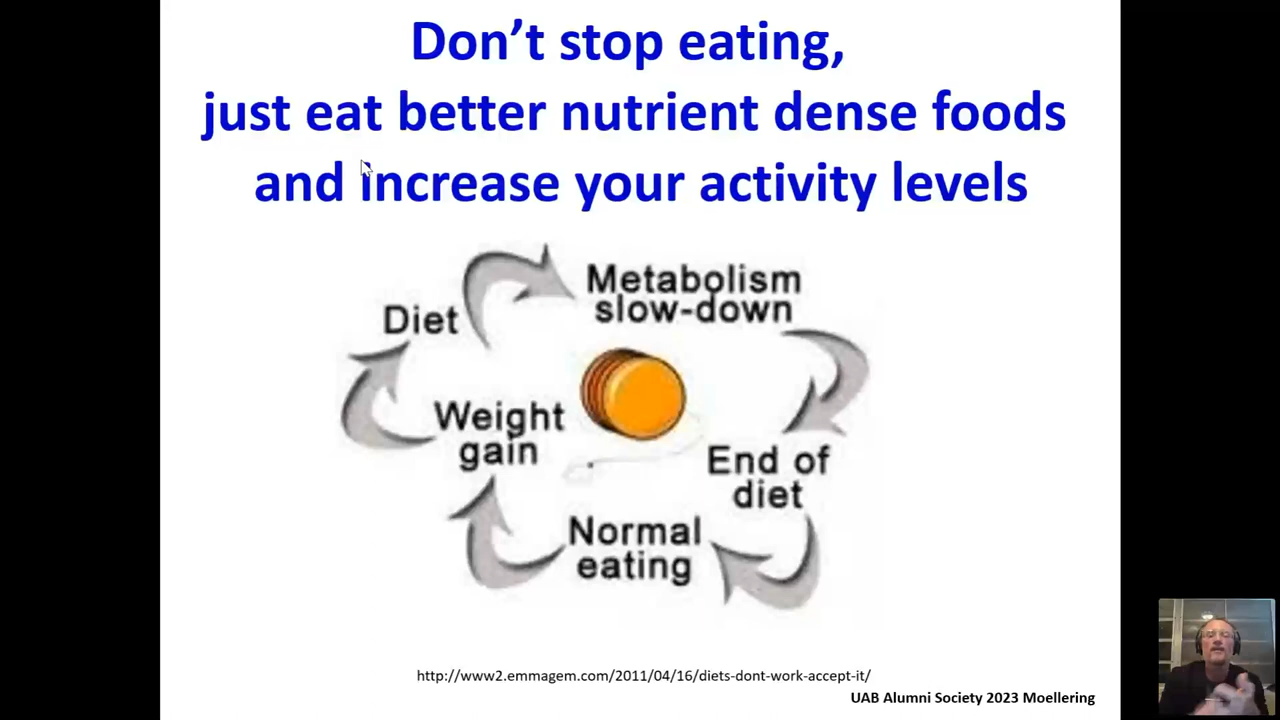 Don’t stop eating,
just eat better nutrient dense foods
and increase your activity levels
Metabolism
slow-down
Diet
Weight
gain
End of
diet
Normal
eating
http://www2.emmagem.com/2011/04/16/diets-dont-work-accept-it/
UAB Alumni Society 2023 Moellering